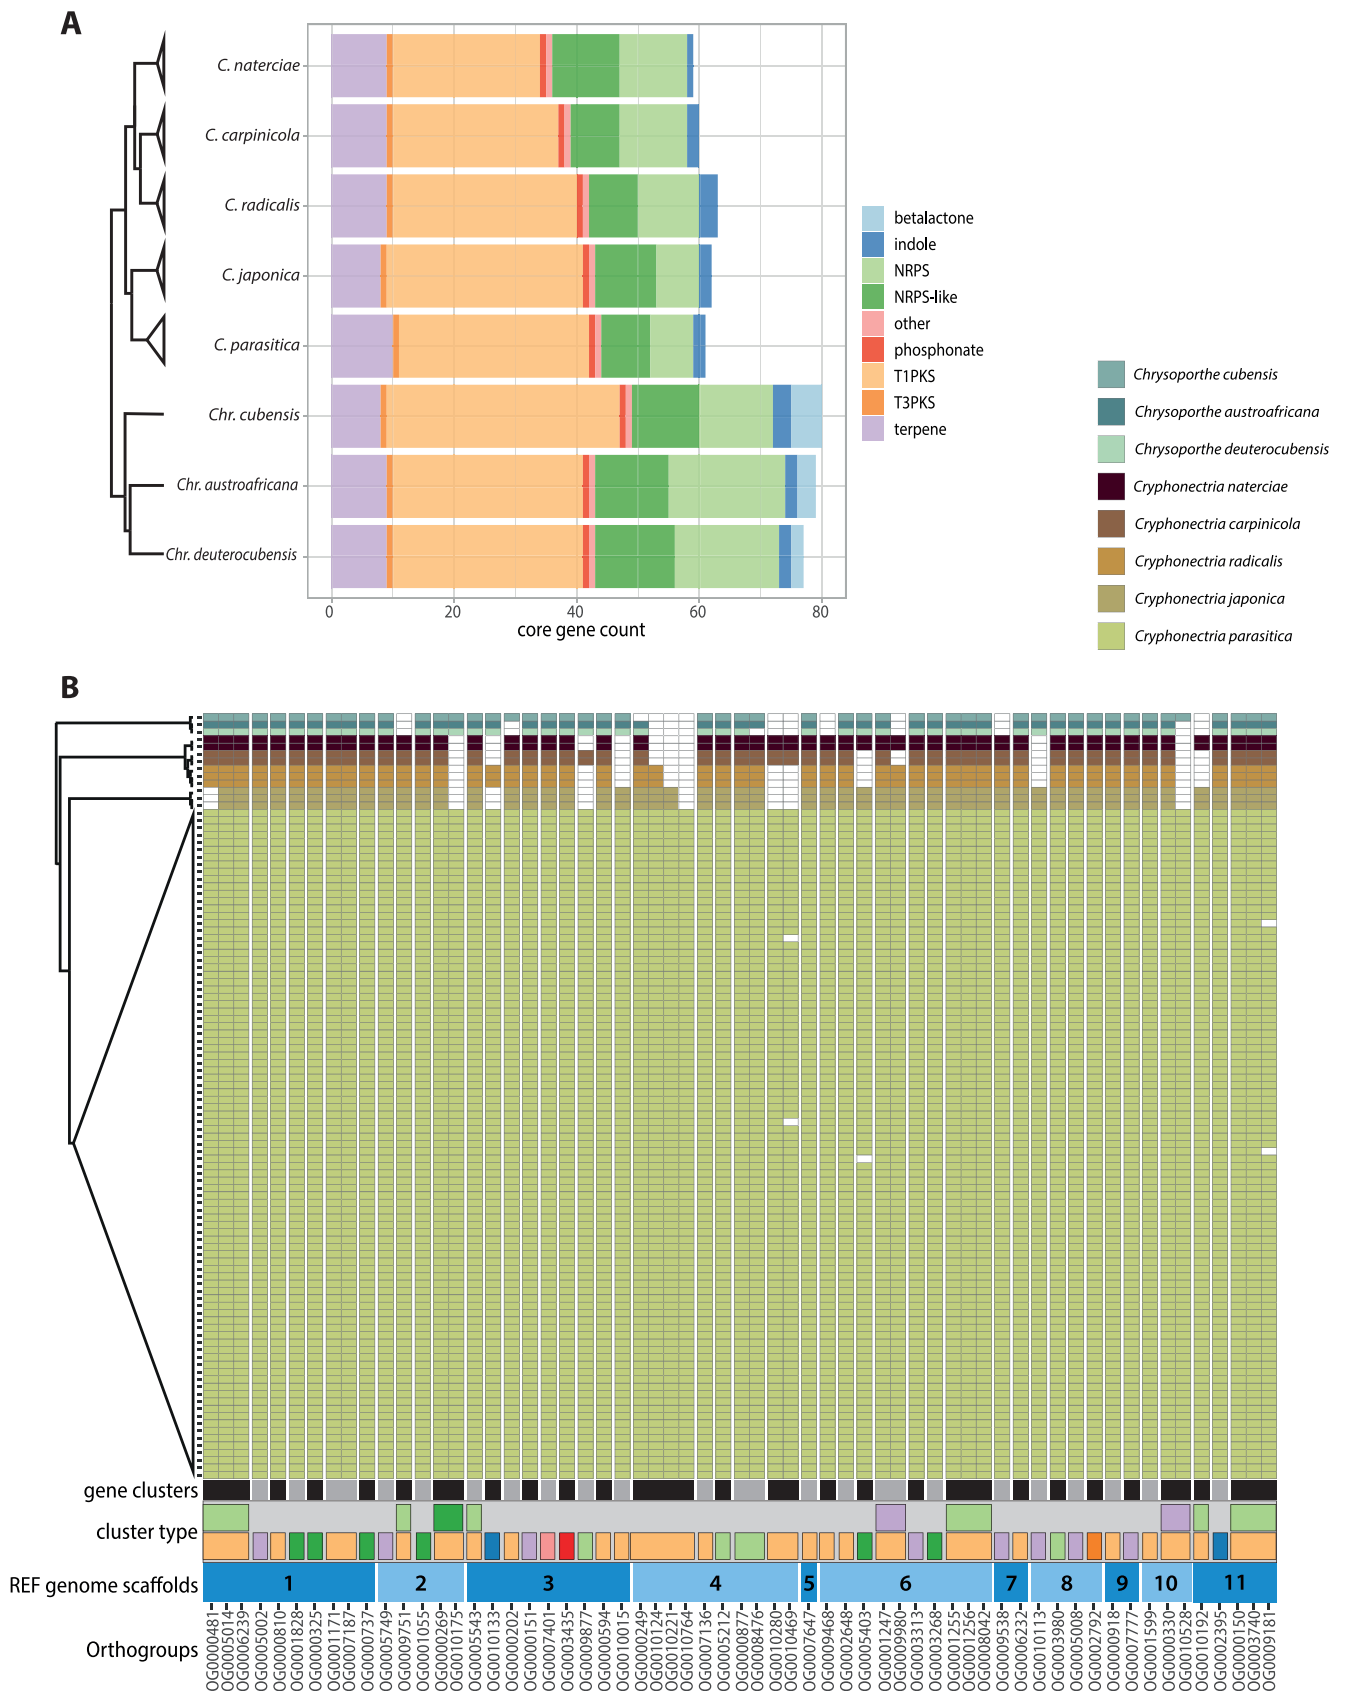 A
C. naterciae
C. carpinicola
C. radicalis
C. japonica
C. parasitica
Chr. cubensis
Chr. austroafricana
Chr. deuterocubensis
0 20 40 60 80
core gene count
betalactone
indole
NRPS
NRPS-like
other
phosphonate
T1PKS
T3PKS
terpene
Chrysoporthe cubensis
Chrysoporthe austroafricana
Chrysoporthe deuterocubensis
Cryphonectria naterciae
Cryphonectria carpinicola
Cryphonectria radicalis
Cryphonectria japonica
Cryphonectria parasitica
B
gene clusters
cluster type
REF genome scaffolds
1 2 3 4 5 6 7 8 9 10 11
Orthogroups
OG0000481
OG0005014
OG0006239
OG0005002
OG0000810
OG0001828
OG0000325
OG0001171
OG0007187
OG0000737
OG0005749
OG0009751
OG0001055
OG0000269
OG0010175
OG0005543
OG0010133
OG0000202
OG0000151
OG0007401
OG0003435
OG0009877
OG0000594
OG0010015
OG0000249
OG0010124
OG0010221
OG0010764
OG0007136
OG0005212
OG0000877
OG0008476
OG0010280
OG0010469
OG0007647
OG0009468
OG0002648
OG0005403
OG0001247
OG0009980
OG0003113
OG0003268
OG0001255
OG0001256
OG0008042
OG0009538
OG0006232
OG0010113
OG0003980
OG0005008
OG0002792
OG0000918
OG0007777
OG0001599
OG0000330
OG0010528
OG0010192
OG0002395
OG0000150
OG0003740
OG0009181